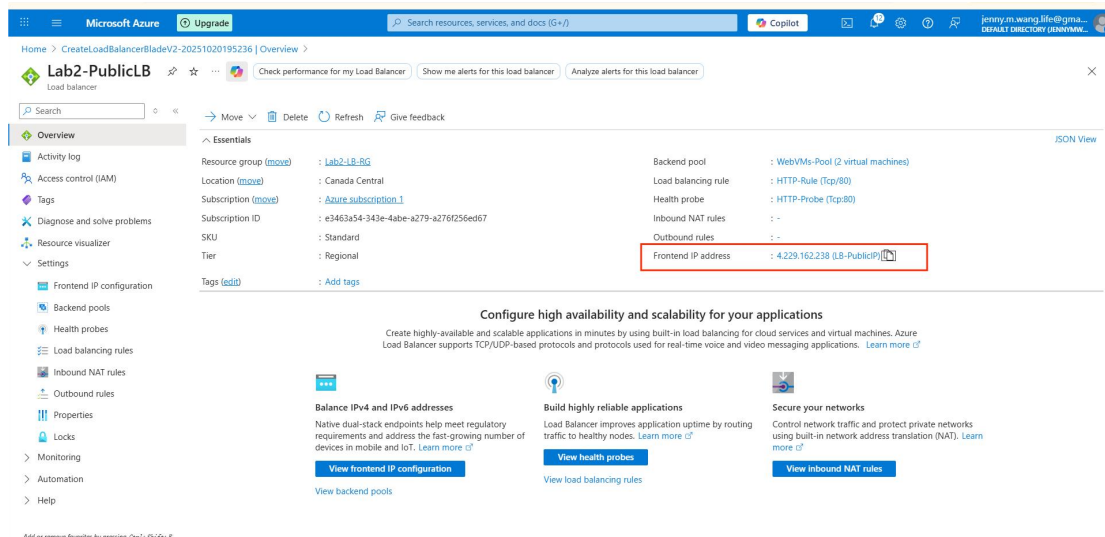 Microsoft Azure
Upgrade
Search resources, services, and docs (G+/)
Copilot
12
jenny.m.wang.life@gma...
DEFAULT DIRECTORY (JENNYMW...
Home > CreateLoadBalancerBladeV2-20251020195236 | Overview >
Lab2-PublicLB
Load balancer
Check performance for my Load Balancer
Show me alerts for this load balancer
Analyze alerts for this load balancer
Search
Move
Delete
Refresh
Give feedback
Overview
Activity log
Access control (IAM)
Tags
Diagnose and solve problems
Resource visualizer
Settings
Frontend IP configuration
Backend pools
Health probes
Load balancing rules
Inbound NAT rules
Outbound rules
Properties
Locks
Monitoring
Automation
Help
Essentials
JSON View
Resource group (move) : Lab2-LB-RG
Location (move) : Canada Central
Subscription (move) : Azure subscription 1
Subscription ID : e3463a54-343e-4abe-a279-a276f256ed67
SKU : Standard
Tier : Regional
Tags (edit) : Add tags
Backend pool : WebVMs-Pool (2 virtual machines)
Load balancing rule : HTTP-Rule (Tcp/80)
Health probe : HTTP-Probe (Tcp:80)
Inbound NAT rules : -
Outbound rules : -
Frontend IP address : 4.229.162.238 (LB-PublicIP)
Configure high availability and scalability for your applications
Create highly-available and scalable applications in minutes by using built-in load balancing for cloud services and virtual machines. Azure
Load Balancer supports TCP/UDP-based protocols and protocols used for real-time voice and video messaging applications. Learn more
Balance IPv4 and IPv6 addresses
Native dual-stack endpoints help meet regulatory
requirements and address the fast-growing number of
devices in mobile and IoT. Learn more
View frontend IP configuration
View backend pools
Build highly reliable applications
Load Balancer improves application uptime by routing
traffic to healthy nodes. Learn more
View health probes
View load balancing rules
Secure your networks
Control network traffic and protect private networks
using built-in network address translation (NAT). Learn
more
View inbound NAT rules
Add or remove favorites by pressing